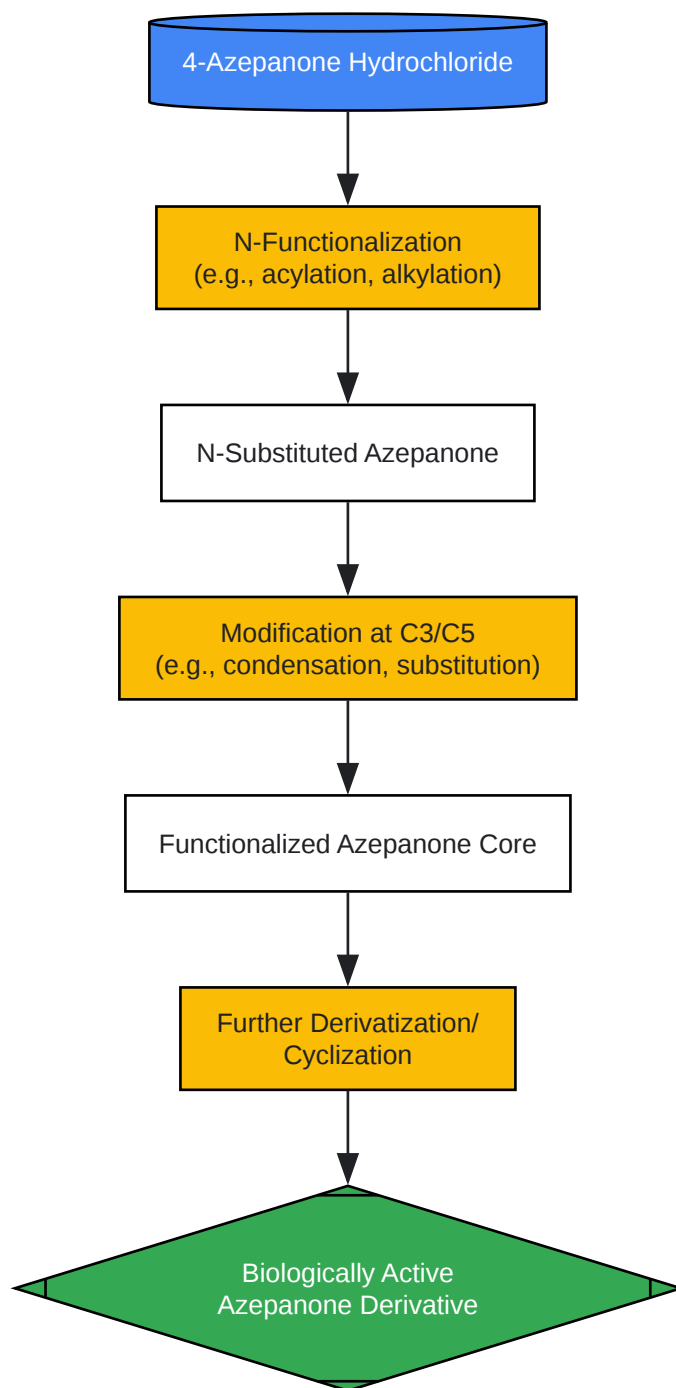 4-Azepanone Hydrochloride
N-Functionalization
(e.g., acylation, alkylation)
N-Substituted Azepanone
Modification at C3/C5
(e.g., condensation, substitution)
Functionalized Azepanone Core
Further Derivatization/
Cyclization
Biologically Active
Azepanone Derivative